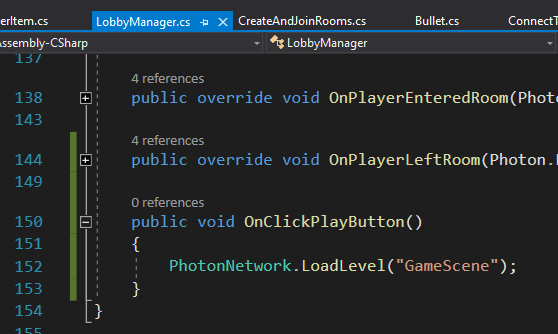 erItem.cs LobbyManager.cs CreateAndJoinRooms.cs Bullet.cs ConnectT
Assembly-CSharp LobbyManager
137
4 references
138 public override void OnPlayerEnteredRoom(Phot
143
4 references
144 public override void OnPlayerLeftRoom(Photon.
149
0 references
150 public void OnClickPlayButton()
151 {
152 PhotonNetwork.LoadLevel("GameScene");
153 }
154 }
155